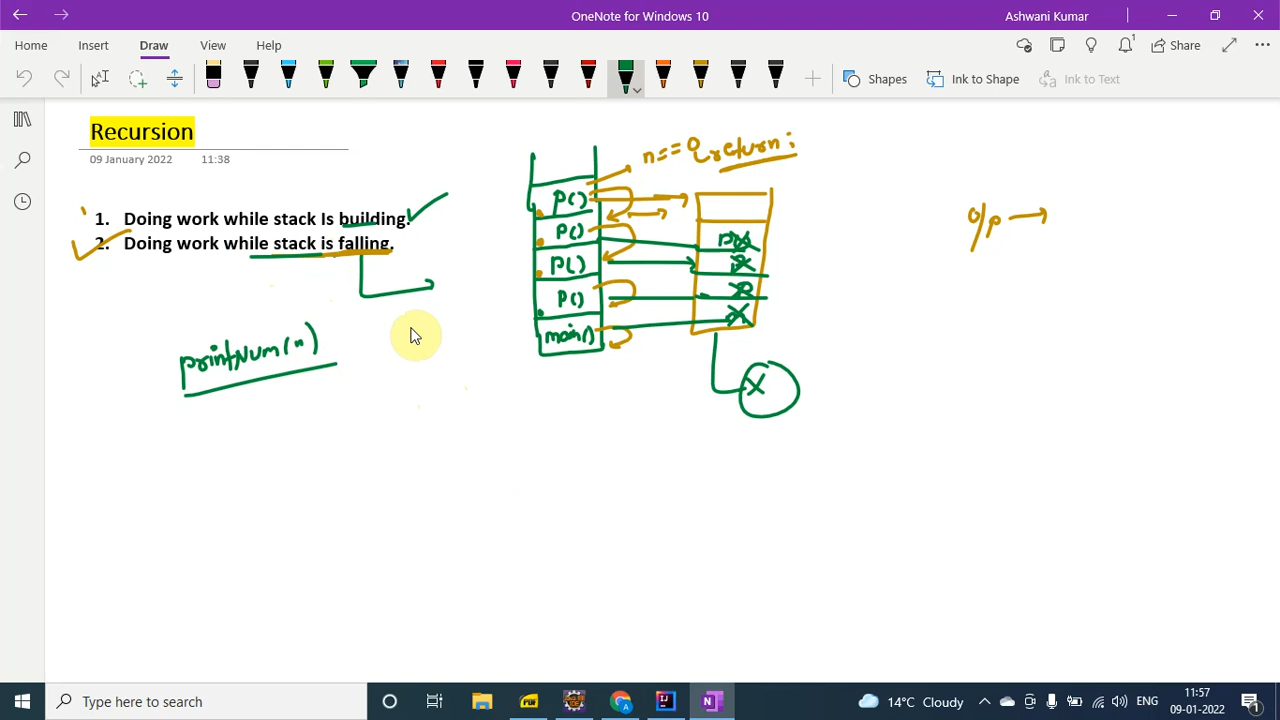 OneNote for Windows 10
Ashwani Kumar
Home Insert Draw View Help
Share
Shapes
Ink to Shape
Ink to Text
Recursion
09 January 2022 11:38
1. Doing work while stack Is building.
2. Doing work while stack is falling.
printNum(n)
n==0 return;
P()
P()
P()
P()
main()
O/p →
Type here to search
14°C Cloudy
ENG
11:57
09-01-2022
1